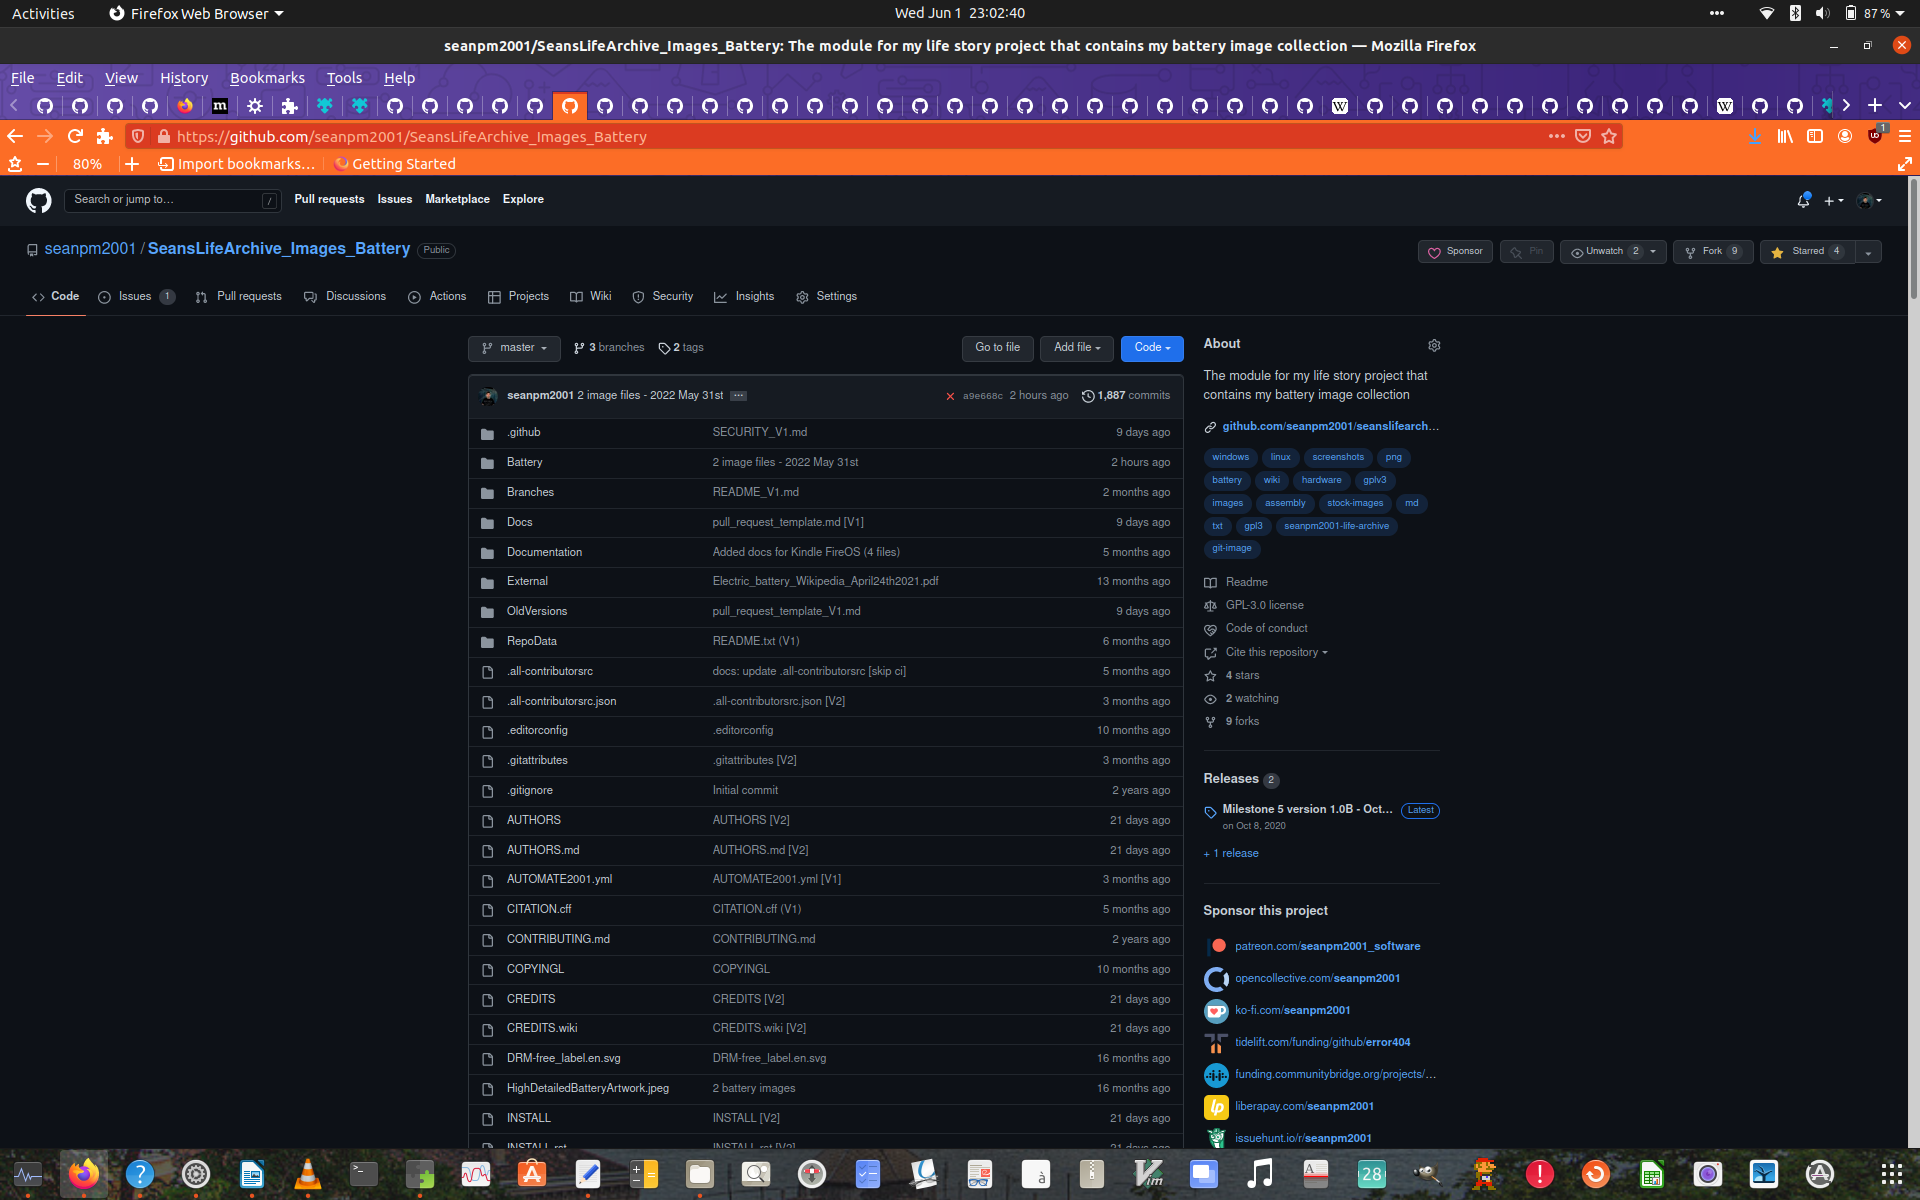 Activities
Firefox Web Browser
Wed Jun 1 23:02:40
87 %
seanpm2001/SeansLifeArchive_Images_Battery: The module for my life story project that contains my battery image collection — Mozilla Firefox
File Edit View History Bookmarks Tools Help
https://github.com/seanpm2001/SeansLifeArchive_Images_Battery
1
80%
Import bookmarks...
Getting Started
Search or jump to... /
Pull requests Issues Marketplace Explore
seanpm2001 / SeansLifeArchive_Images_Battery Public
Sponsor Pin Unwatch 2 Fork 9 Starred 4
Code Issues 1 Pull requests Discussions Actions Projects Wiki Security Insights Settings
master 3 branches 2 tags
Go to file Add file Code
seanpm2001 2 image files - 2022 May 31st ... a9e668c 2 hours ago 1,887 commits
.github SECURITY_V1.md 9 days ago
Battery 2 image files - 2022 May 31st 2 hours ago
Branches README_V1.md 2 months ago
Docs pull_request_template.md [V1] 9 days ago
Documentation Added docs for Kindle FireOS (4 files) 5 months ago
External Electric_battery_Wikipedia_April24th2021.pdf 13 months ago
OldVersions pull_request_template_V1.md 9 days ago
RepoData README.txt (V1) 6 months ago
.all-contributorsrc docs: update .all-contributorsrc [skip ci] 5 months ago
.all-contributorsrc.json .all-contributorsrc.json [V2] 3 months ago
.editorconfig .editorconfig 10 months ago
.gitattributes .gitattributes [V2] 3 months ago
.gitignore Initial commit 2 years ago
AUTHORS AUTHORS [V2] 21 days ago
AUTHORS.md AUTHORS.md [V2] 21 days ago
AUTOMATE2001.yml AUTOMATE2001.yml [V1] 3 months ago
CITATION.cff CITATION.cff (V1) 5 months ago
CONTRIBUTING.md CONTRIBUTING.md 2 years ago
COPYINGL COPYINGL 10 months ago
CREDITS CREDITS [V2] 21 days ago
CREDITS.wiki CREDITS.wiki [V2] 21 days ago
DRM-free_label.en.svg DRM-free_label.en.svg 16 months ago
HighDetailedBatteryArtwork.jpeg 2 battery images 16 months ago
INSTALL INSTALL [V2] 21 days ago
INSTALL.rst INSTALL.rst [V2] 21 days ago
About
The module for my life story project that
contains my battery image collection
github.com/seanpm2001/seanslifearch...
windows linux screenshots png
battery wiki hardware gplv3
images assembly stock-images md
txt gpl3 seanpm2001-life-archive
git-image
Readme
GPL-3.0 license
Code of conduct
Cite this repository
4 stars
2 watching
9 forks
Releases 2
Milestone 5 version 1.0B - Oct... Latest
on Oct 8, 2020
+ 1 release
Sponsor this project
patreon.com/seanpm2001_software
opencollective.com/seanpm2001
ko-fi.com/seanpm2001
tidelift.com/funding/github/error404
funding.communitybridge.org/projects/...
liberapay.com/seanpm2001
issuehunt.io/r/seanpm2001
28